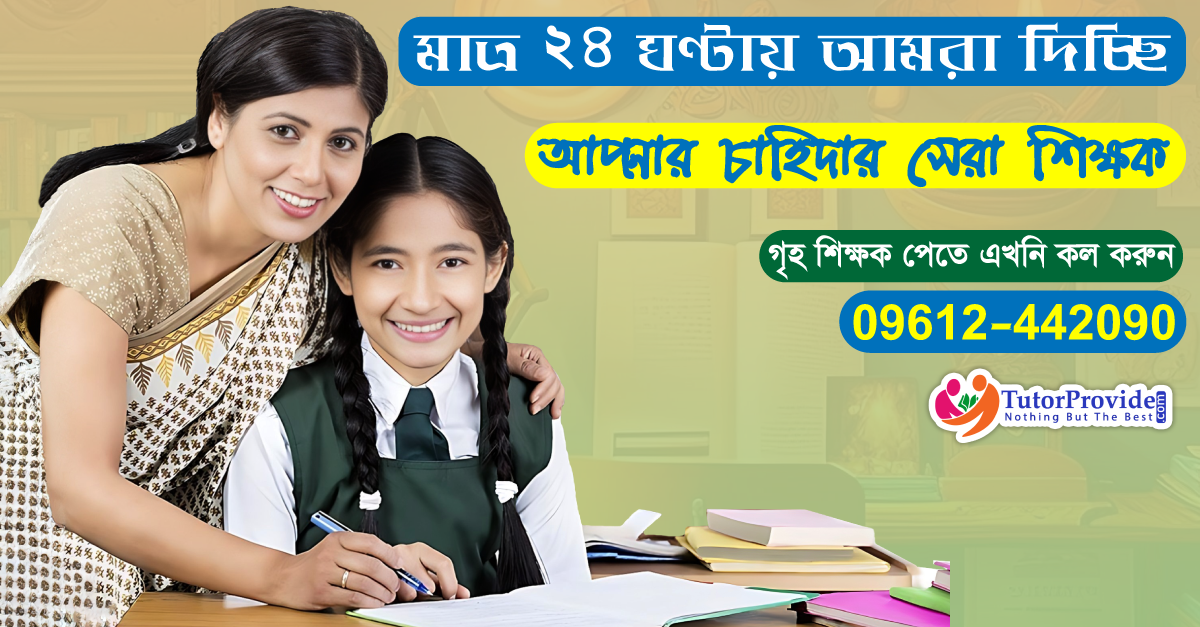 মাত্র ২৪ ঘণ্টায় আমরা দিচ্ছি
আপনার চাহিদার সেরা শিক্ষক
গৃহ শিক্ষক পেতে এখনি কল করুন
09612-442090
TutorProvide.com
Nothing But The Best